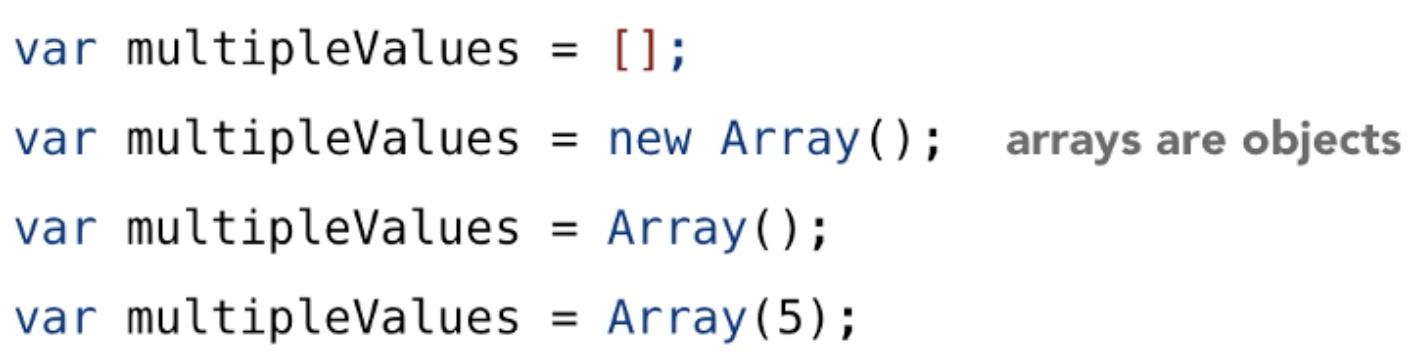 var multipleValues = [];
var multipleValues = new Array(); arrays are objects
var multipleValues = Array();
var multipleValues = Array(5);